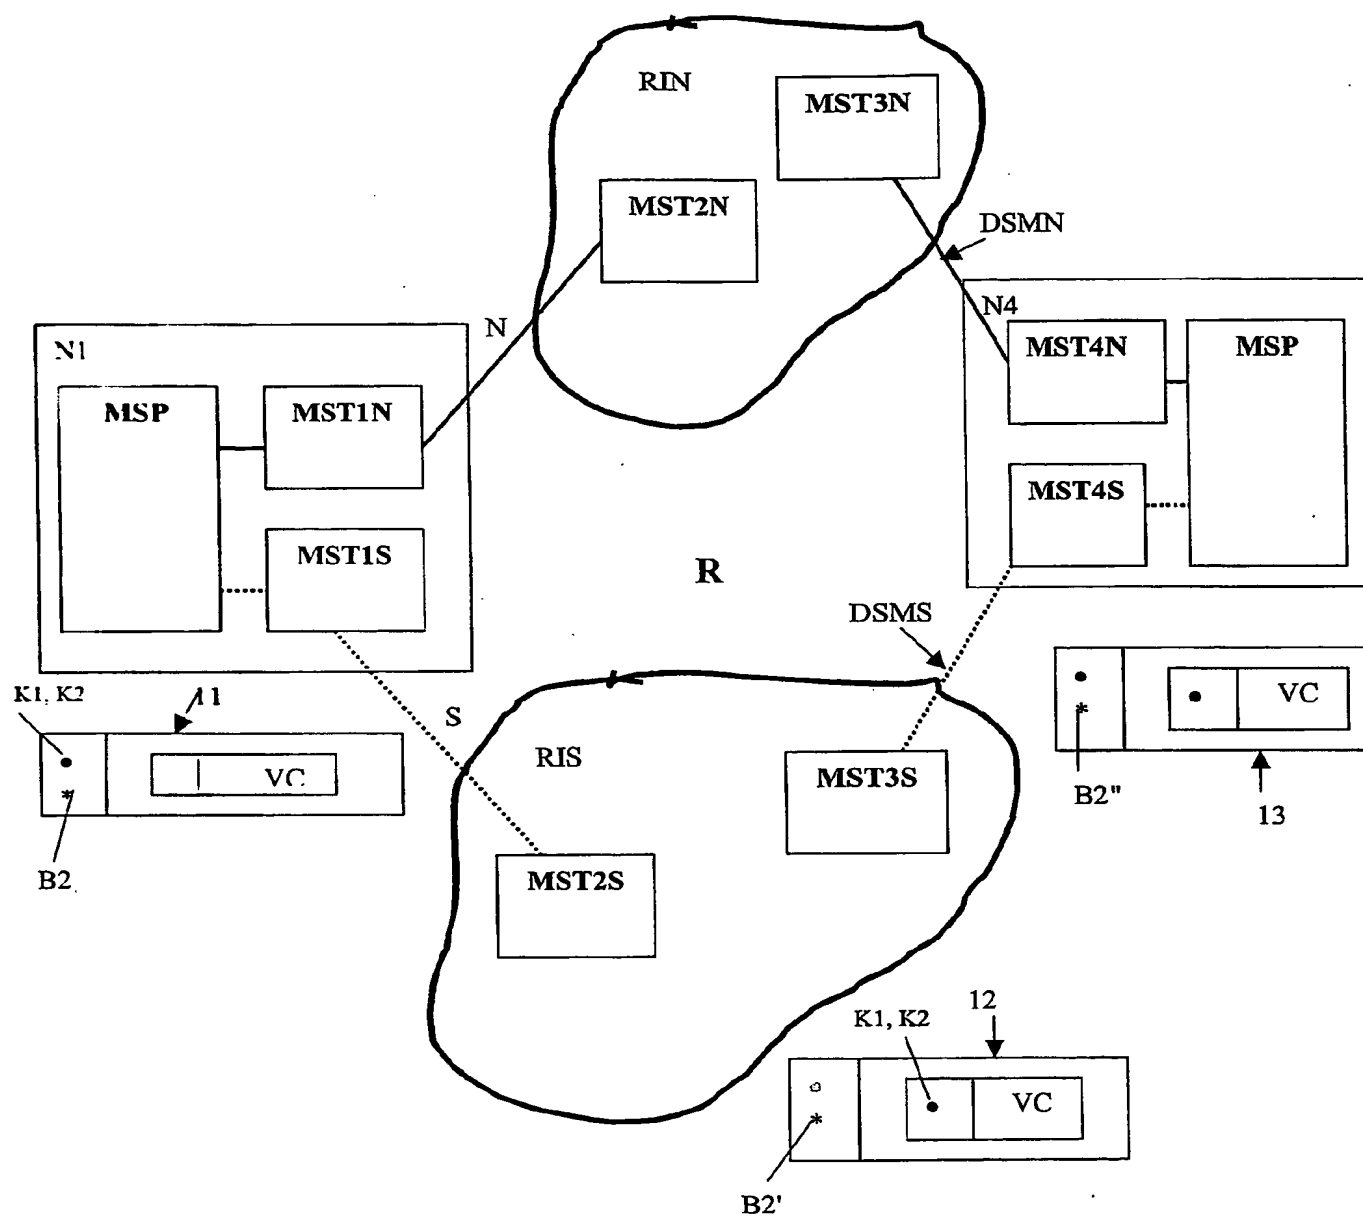 RIN
MST3N
MST2N
DSMN
N
N4
MST4N
MSP
N1
MSP
MST1N
MST4S
MST1S
R
DSMS
K1, K2
11
S
RIS
VC
VC
MST3S
B2
B2"
13
MST2S
12
K1, K2
VC
B2'